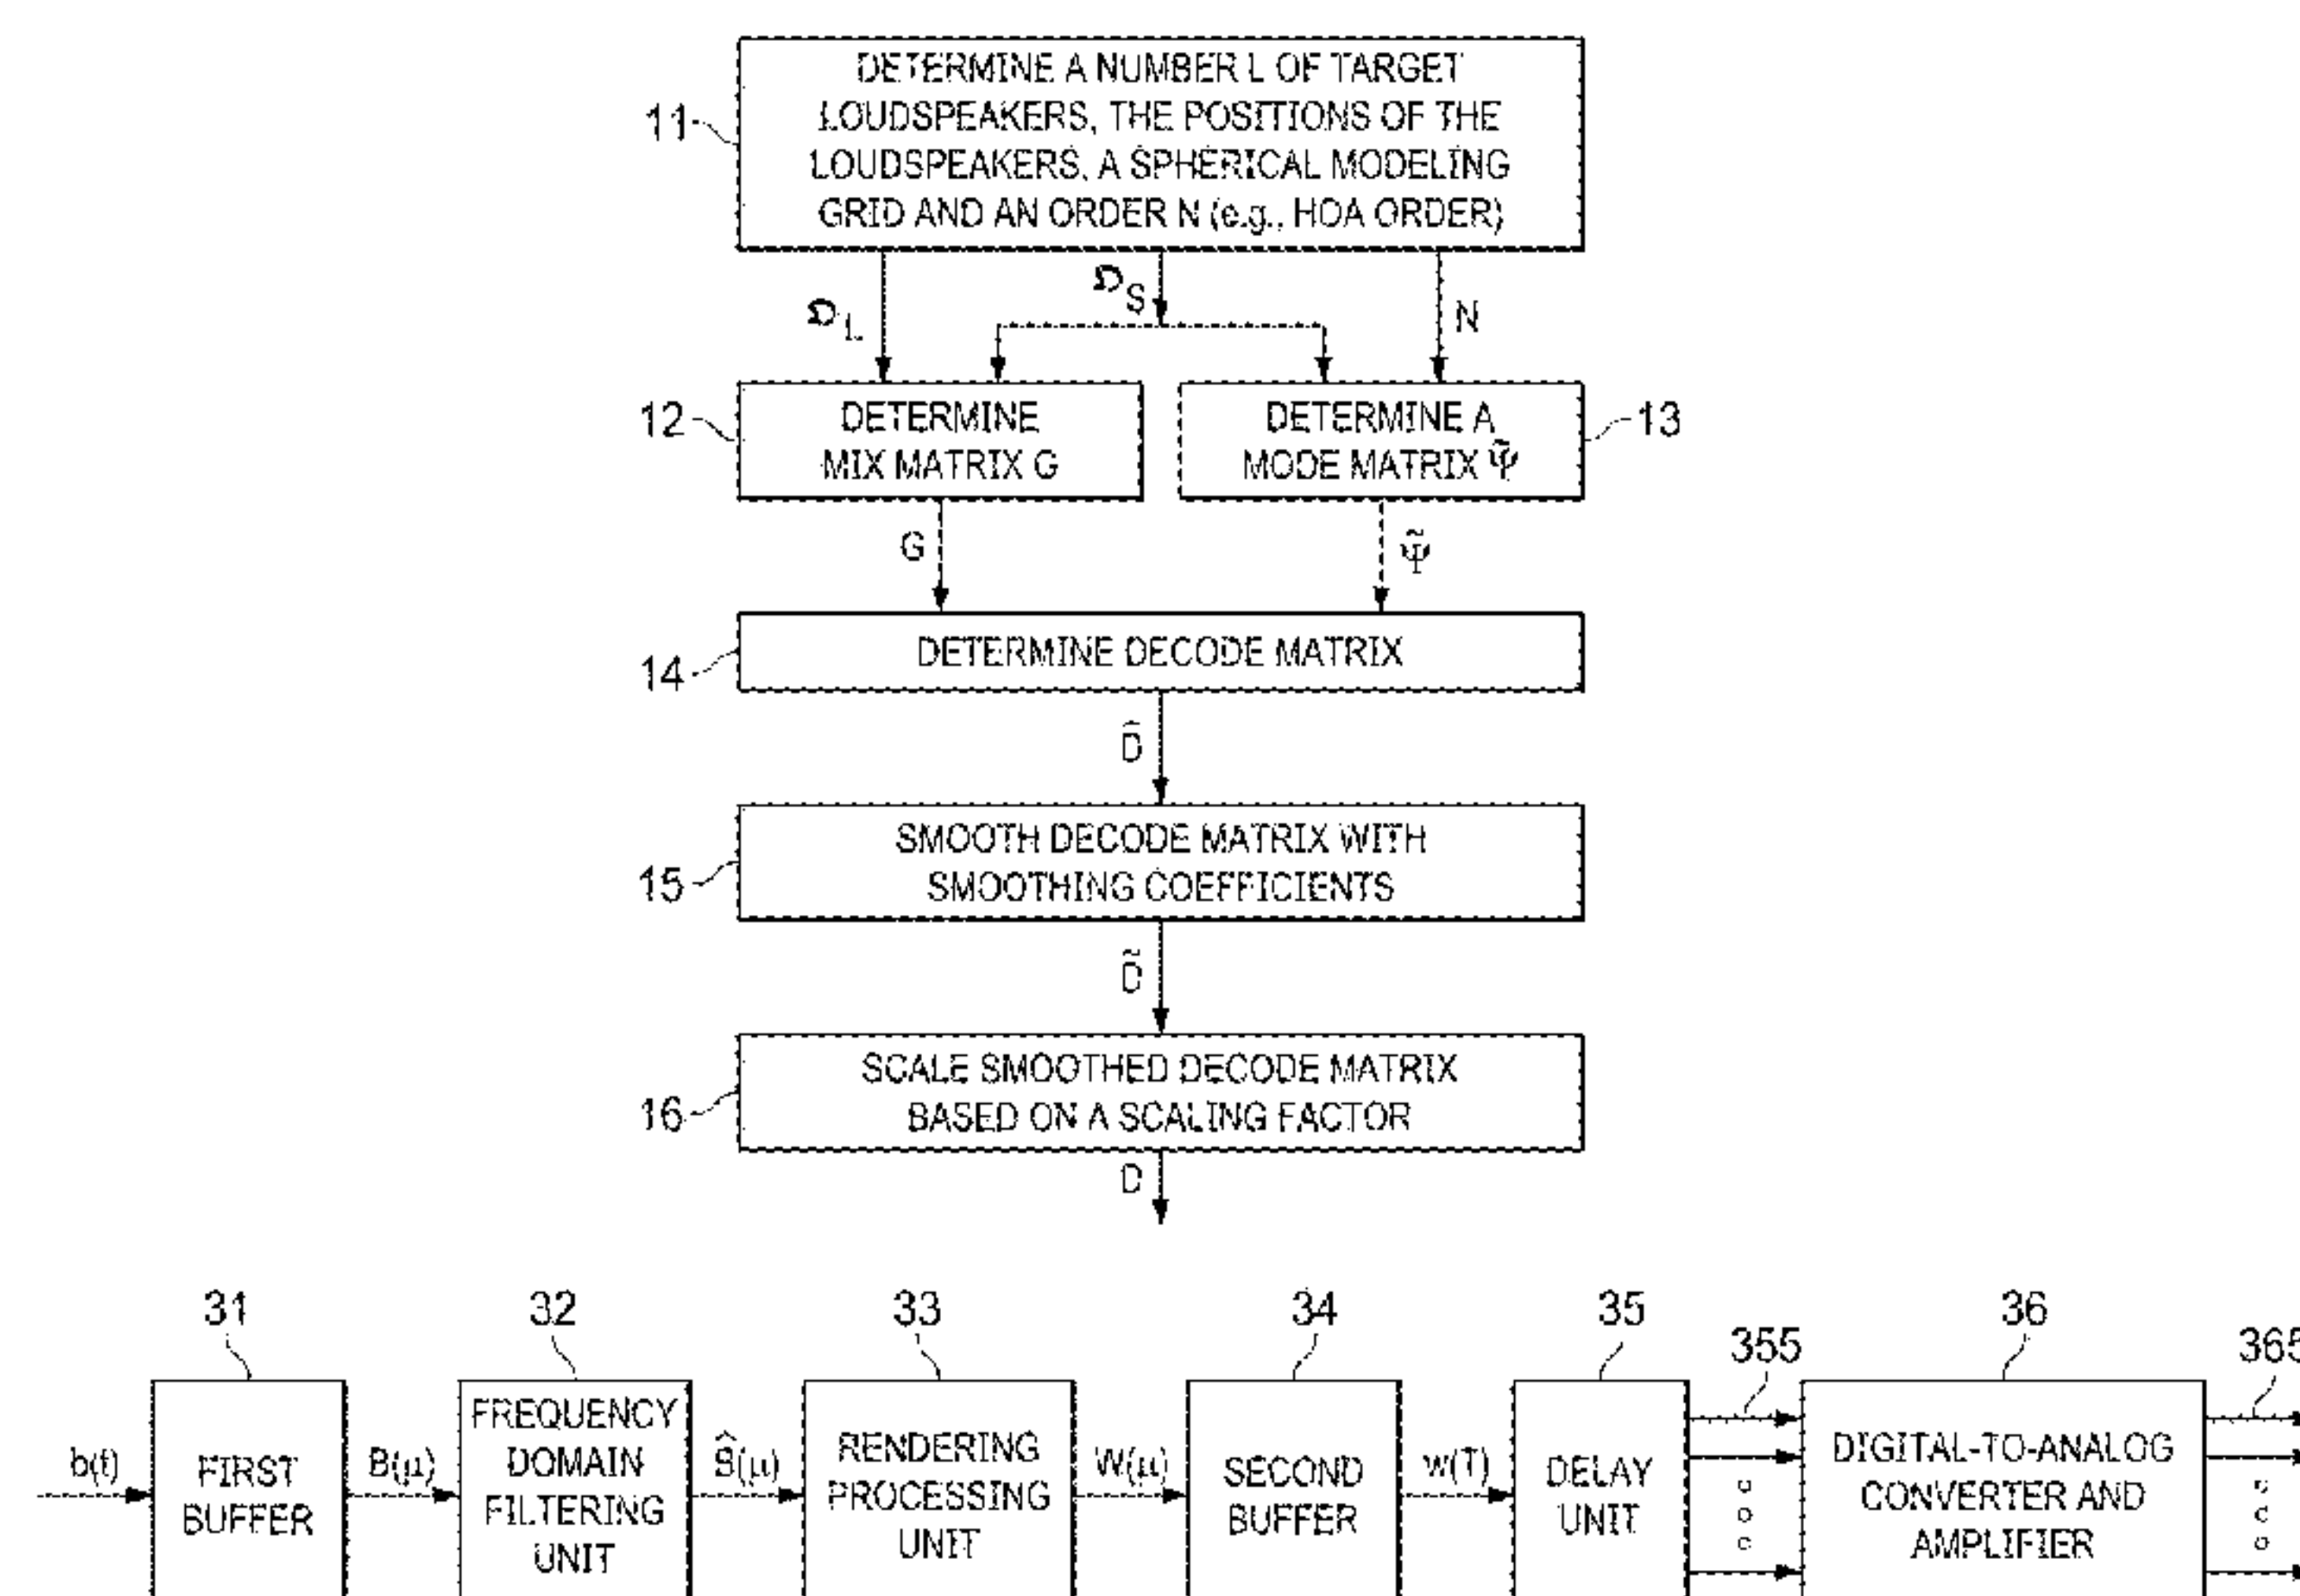 DETERMINE A NUMBER L OF TARGET
LOUDSPEAKERS, THE POSITIONS OF THE
LOUDSPEAKERS, A SPHERICAL MODELING
GRID AND AN ORDER N (e.g., HOA ORDER)
11
𝔇L
𝔇S
N
12
DETERMINE
MIX MATRIX G
DETERMINE A
MODE MATRIX Ψ̃
13
G
Ψ̃
14
DETERMINE DECODE MATRIX
D̂
15
SMOOTH DECODE MATRIX WITH
SMOOTHING COEFFICIENTS
D̃
16
SCALE SMOOTHED DECODE MATRIX
BASED ON A SCALING FACTOR
D
31
32
33
34
35
355
36
365
b(t)
FIRST
BUFFER
B(μ)
FREQUENCY
DOMAIN
FILTERING
UNIT
Ŝ(μ)
RENDERING
PROCESSING
UNIT
W(μ)
SECOND
BUFFER
w(T)
DELAY
UNIT
DIGITAL-TO-ANALOG
CONVERTER AND
AMPLIFIER